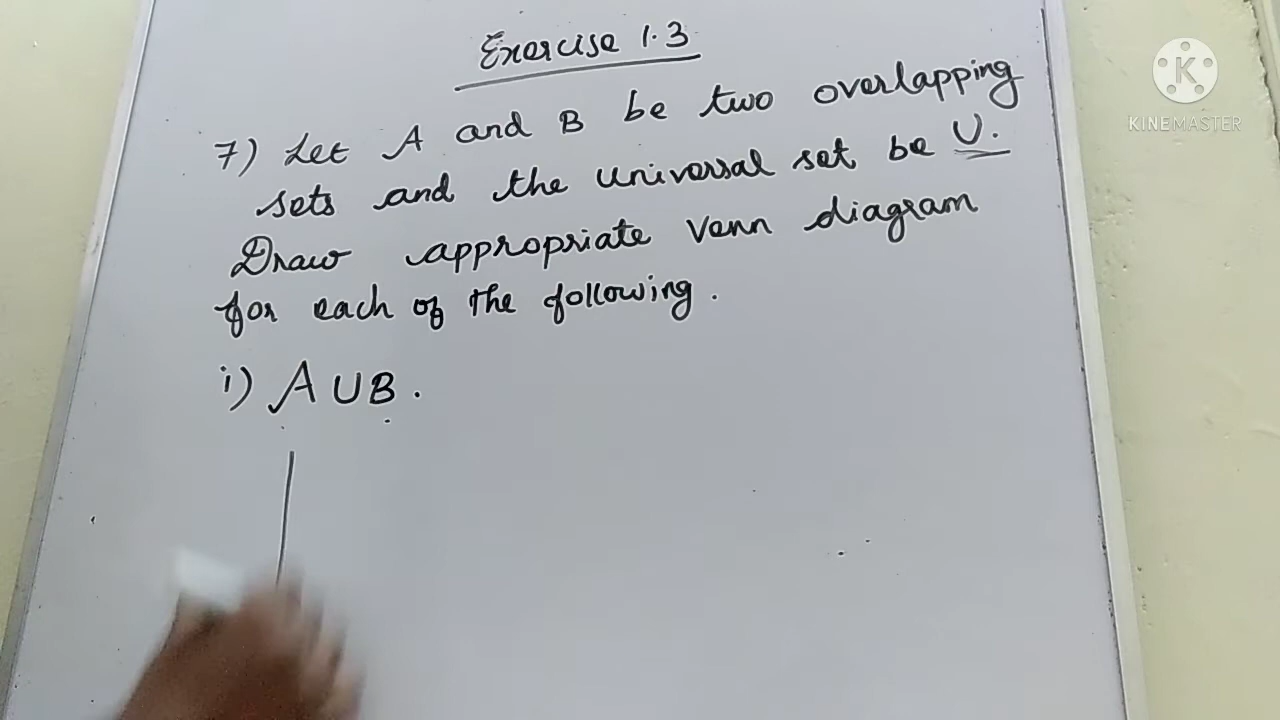 Exercise 1.3
7) Let A and B be two overlapping
sets and the universal set be U.
Draw appropriate Venn diagram
for each of the following.
i) A ∪ B.
K
KINEMASTER